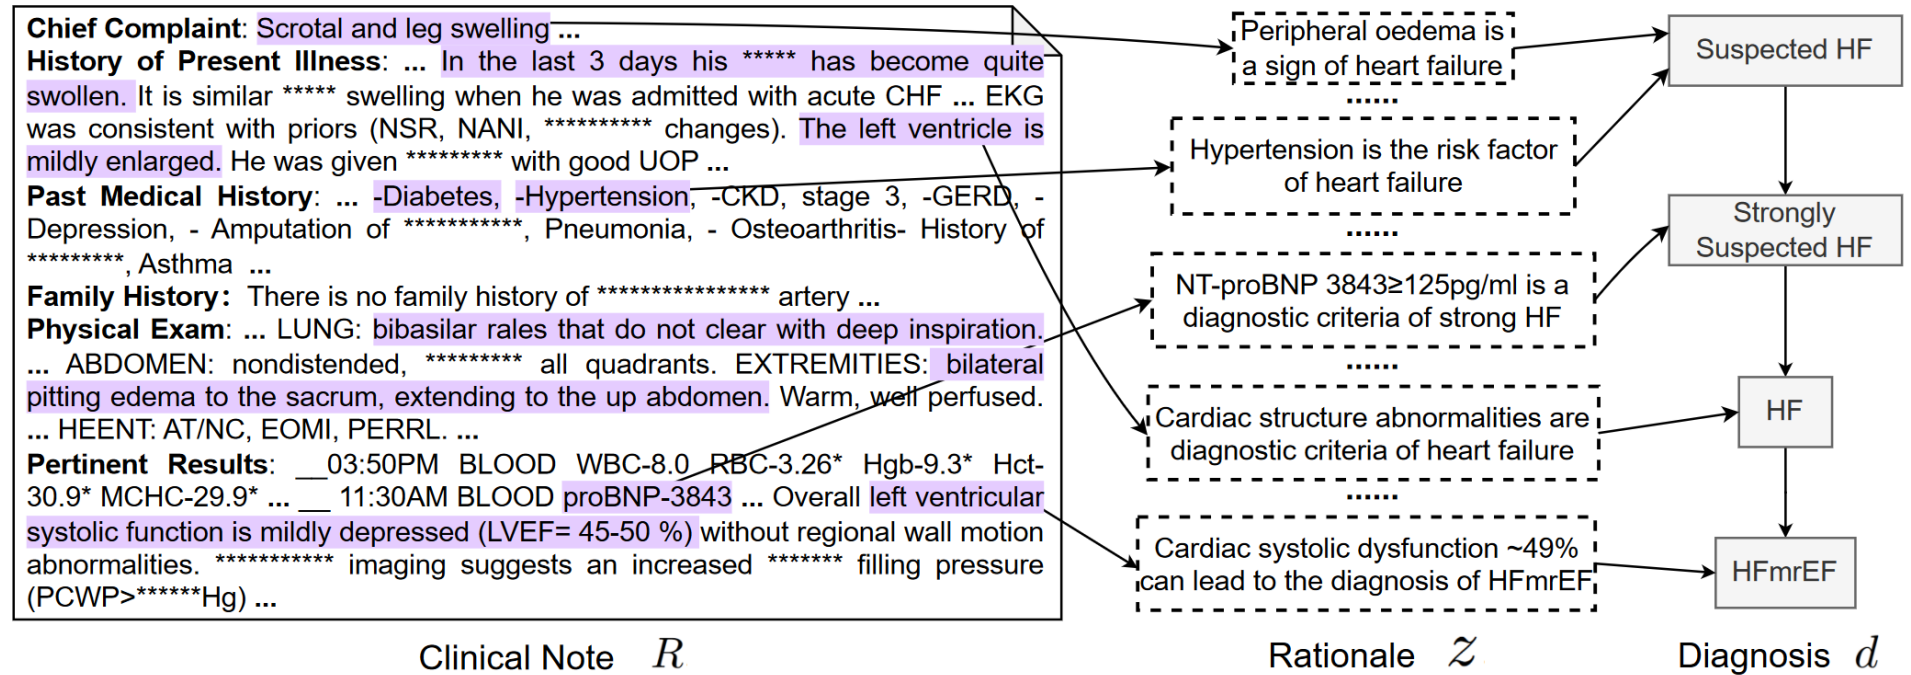 Chief Complaint: Scrotal and leg swelling ...
History of Present Illness: ... In the last 3 days his ***** has become quite
swollen. It is similar ***** swelling when he was admitted with acute CHF ... EKG
was consistent with priors (NSR, NANI, ********** changes). The left ventricle is
mildly enlarged. He was given ********* with good UOP ...
Past Medical History: ... -Diabetes, -Hypertension, -CKD, stage 3, -GERD, -
Depression, - Amputation of ***********, Pneumonia, - Osteoarthritis- History of
*********, Asthma ...
Family History: There is no family history of **************** artery ...
Physical Exam: ... LUNG: bibasilar rales that do not clear with deep inspiration.
... ABDOMEN: nondistended, ********* all quadrants. EXTREMITIES: bilateral
pitting edema to the sacrum, extending to the up abdomen. Warm, well perfused.
... HEENT: AT/NC, EOMI, PERRL. ...
Pertinent Results: __03:50PM BLOOD WBC-8.0 RBC-3.26* Hgb-9.3* Hct-
30.9* MCHC-29.9* ... __ 11:30AM BLOOD proBNP-3843 ... Overall left ventricular
systolic function is mildly depressed (LVEF= 45-50 %) without regional wall motion
abnormalities. *********** imaging suggests an increased ******* filling pressure
(PCWP>******Hg) ...
Clinical Note R
Peripheral oedema is
a sign of heart failure
......
Hypertension is the risk factor
of heart failure
......
NT-proBNP 3843≥125pg/ml is a
diagnostic criteria of strong HF
......
Cardiac structure abnormalities are
diagnostic criteria of heart failure
......
Cardiac systolic dysfunction ~49%
can lead to the diagnosis of HFmrEF
Rationale z
Suspected HF
Strongly
Suspected HF
HF
HFmrEF
Diagnosis d